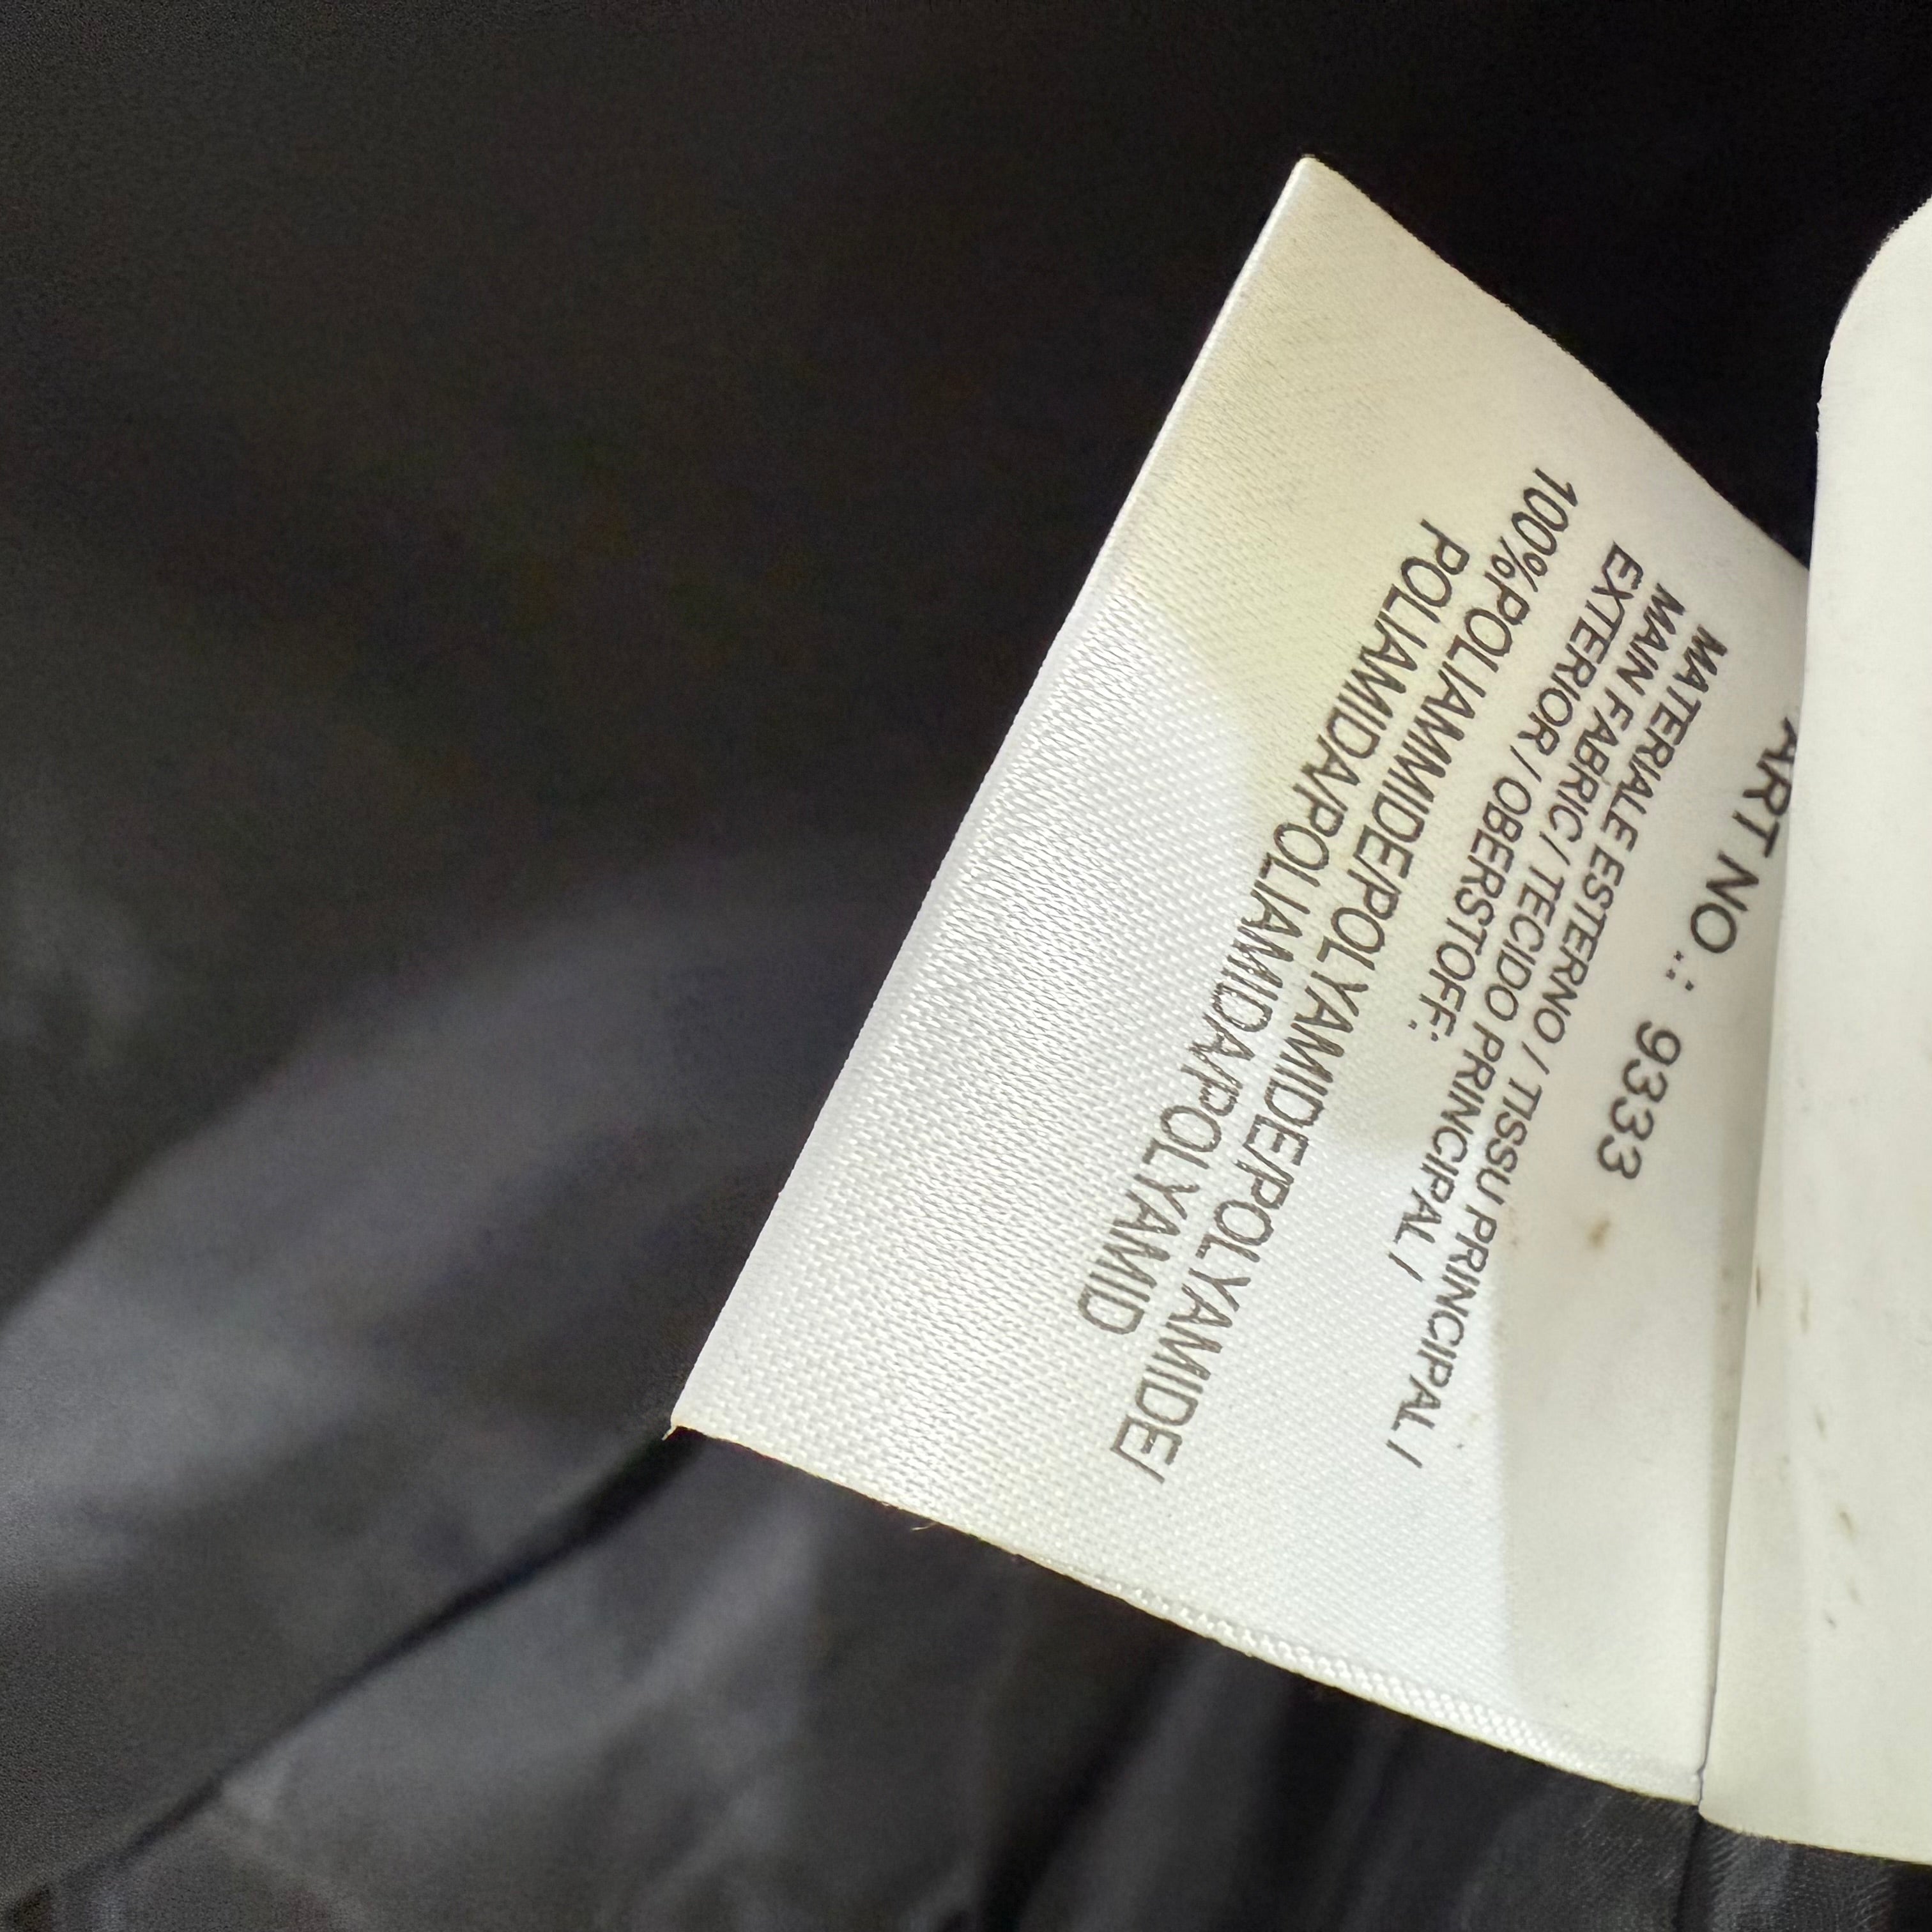 ART NO.: 9333
MATERIALE ESTERNO / TISSU PRINCIPAL /
MAIN FABRIC/ TECIDO PRINCIPAL /
EXTERIOR / OBERSTOFF:
100%POLIAMMIDE/POLYAMIDE/POLYAMIDE/
POLIAMIDA/POLIAMIDA/POLYAMID